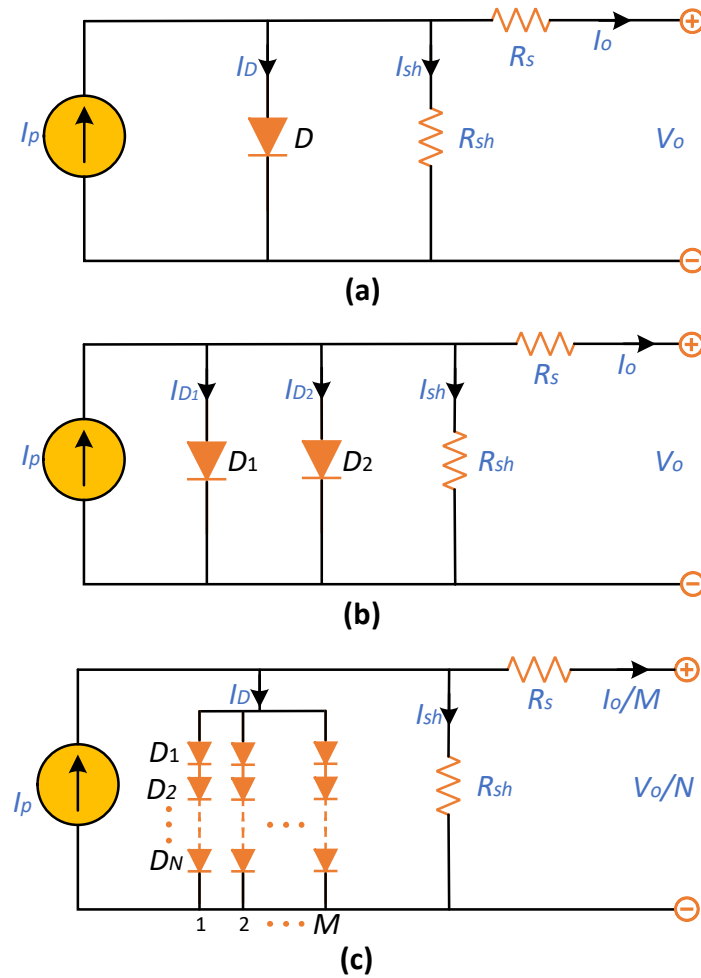 Rs Io
ID Ish
Ip D Rsh Vo
(a)
Rs Io
ID1 ID2 Ish
Ip D1 D2 Rsh Vo
(b)
ID Rs Io/M
Ish
D1
Ip D2 Rsh Vo/N
DN
1 2 M
(c)